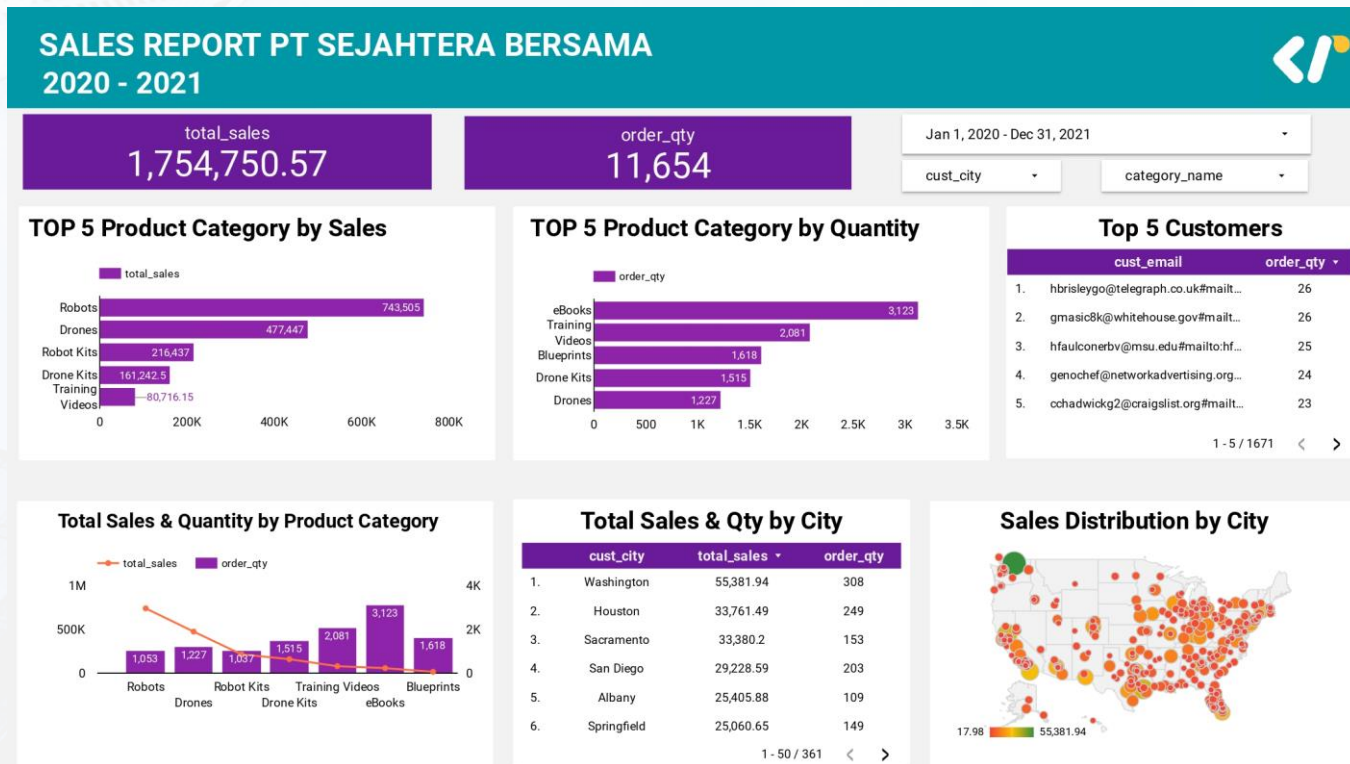 SALES REPORT PT SEJAHTERA BERSAMA
2020 - 2021
total_sales
1,754,750.57
order_qty
11,654
Jan 1, 2020 - Dec 31, 2021
cust_city
category_name
TOP 5 Product Category by Sales
total_sales
Robots 743,505
Drones 477,447
Robot Kits 216,437
Drone Kits 161,242.5
Training
Videos 80,716.15
0 200K 400K 600K 800K
TOP 5 Product Category by Quantity
order_qty
eBooks 3,123
Training
Videos 2,081
Blueprints 1,618
Drone Kits 1,515
Drones 1,227
0 500 1K 1.5K 2K 2.5K 3K 3.5K
Top 5 Customers
cust_email order_qty
1. hbrisleygo@telegraph.co.uk#mailt... 26
2. gmasic8k@whitehouse.gov#mailt... 26
3. hfaulconerbv@msu.edu#mailto:hf... 25
4. genochef@networkadvertising.org... 24
5. cchadwickg2@craigslist.org#mailt... 23
1 - 5 / 1671
Total Sales & Quantity by Product Category
total_sales order_qty
1M 4K
500K 2K
0 0
1,053 1,227 1,037 1,515 2,081 3,123 1,618
Robots Robot Kits Training Videos Blueprints
Drones Drone Kits eBooks
Total Sales & Qty by City
cust_city total_sales order_qty
1. Washington 55,381.94 308
2. Houston 33,761.49 249
3. Sacramento 33,380.2 153
4. San Diego 29,228.59 203
5. Albany 25,405.88 109
6. Springfield 25,060.65 149
1 - 50 / 361
Sales Distribution by City
17.98 55,381.94